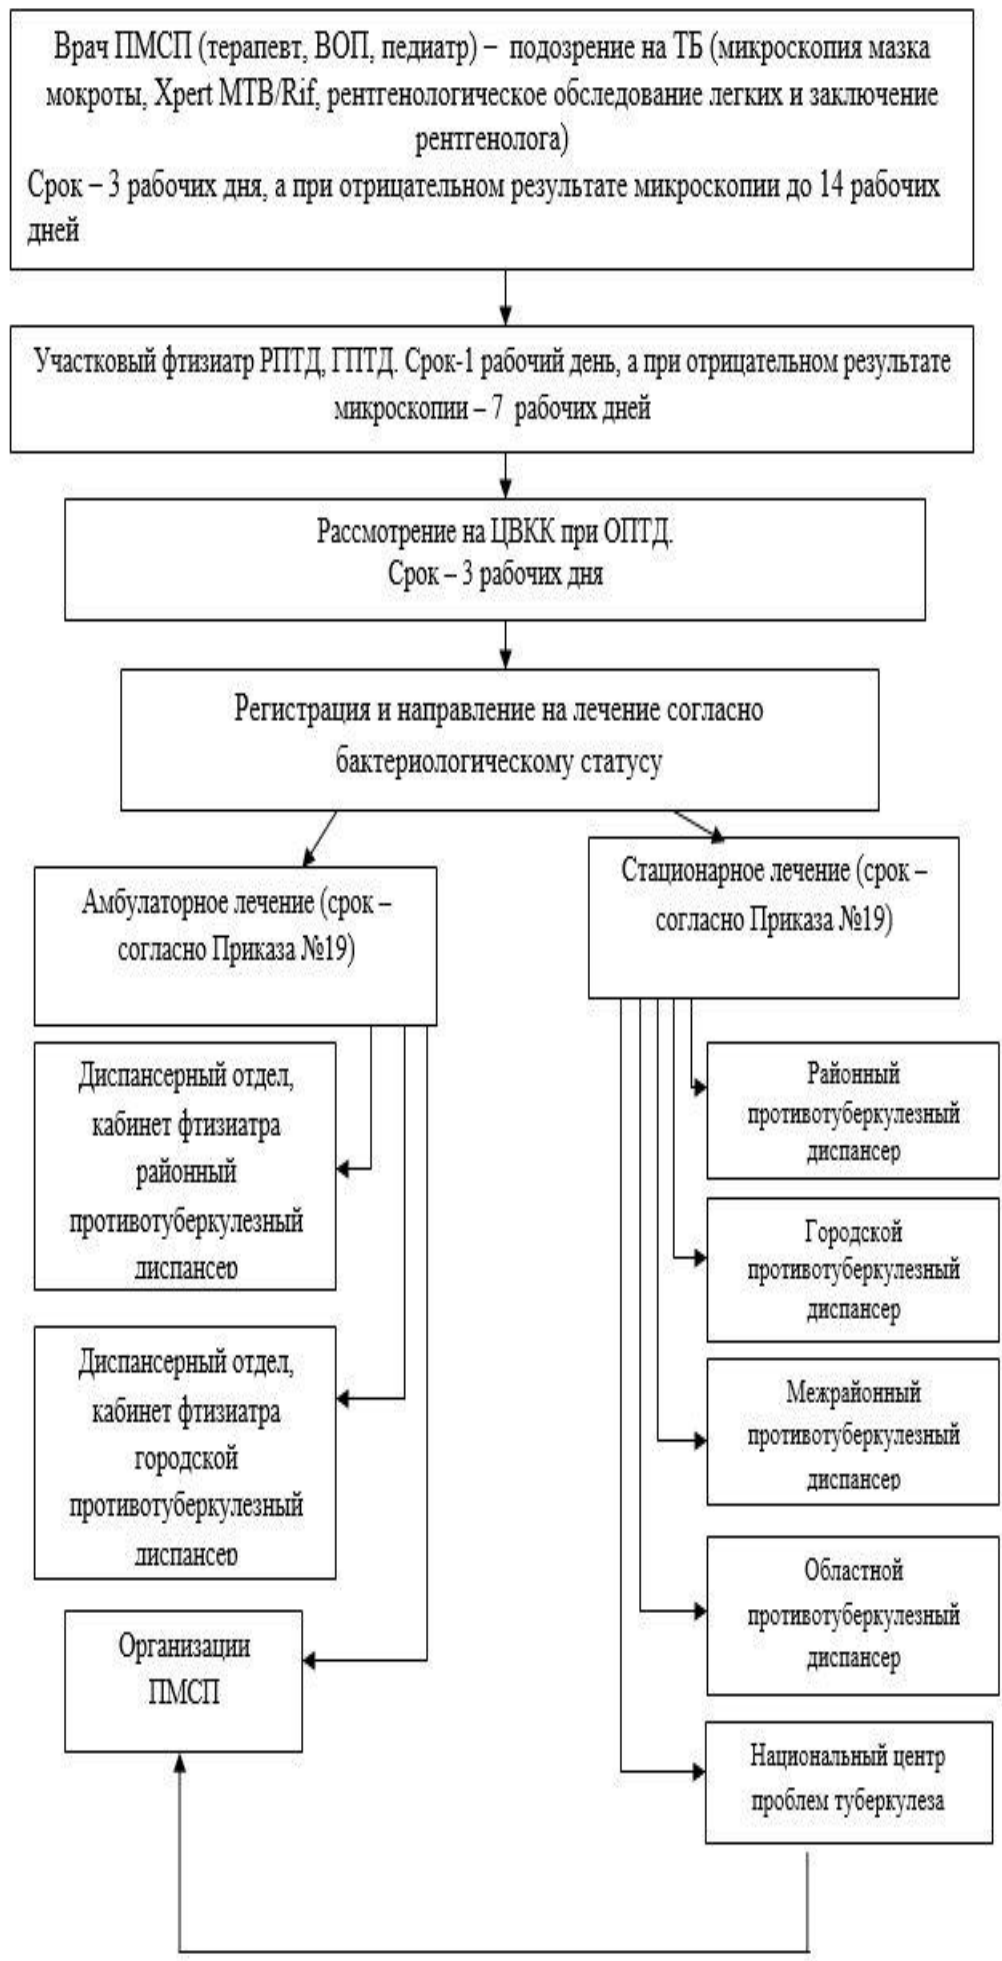 Врач ПМСП (терапевт, ВОП, педиатр) – подозрение на ТБ (микроскопия мазка
мокроты, Xpert MTB/Rif, рентгенологическое обследование легких и заключение
рентгенолога)
Срок – 3 рабочих дня, а при отрицательном результате микроскопии до 14 рабочих
дней
Участковый фтизиатр РПТД, ГПТД. Срок-1 рабочий день, а при отрицательном результате
микроскопии – 7 рабочих дней
Рассмотрение на ЦВКК при ОПТД.
Срок – 3 рабочих дня
Регистрация и направление на лечение согласно
бактериологическому статусу
Амбулаторное лечение (срок –
согласно Приказа №19)
Диспансерный отдел,
кабинет фтизиатра
районный
противотуберкулезный
диспансер
Диспансерный отдел,
кабинет фтизиатра
городской
противотуберкулезный
диспансер
Организации
ПМСП
Стационарное лечение (срок –
согласно Приказа №19)
Районный
противотуберкулезный
диспансер
Городской
противотуберкулезный
диспансер
Межрайонный
противотуберкулезный
диспансер
Областной
противотуберкулезный
диспансер
Национальный центр
проблем туберкулеза